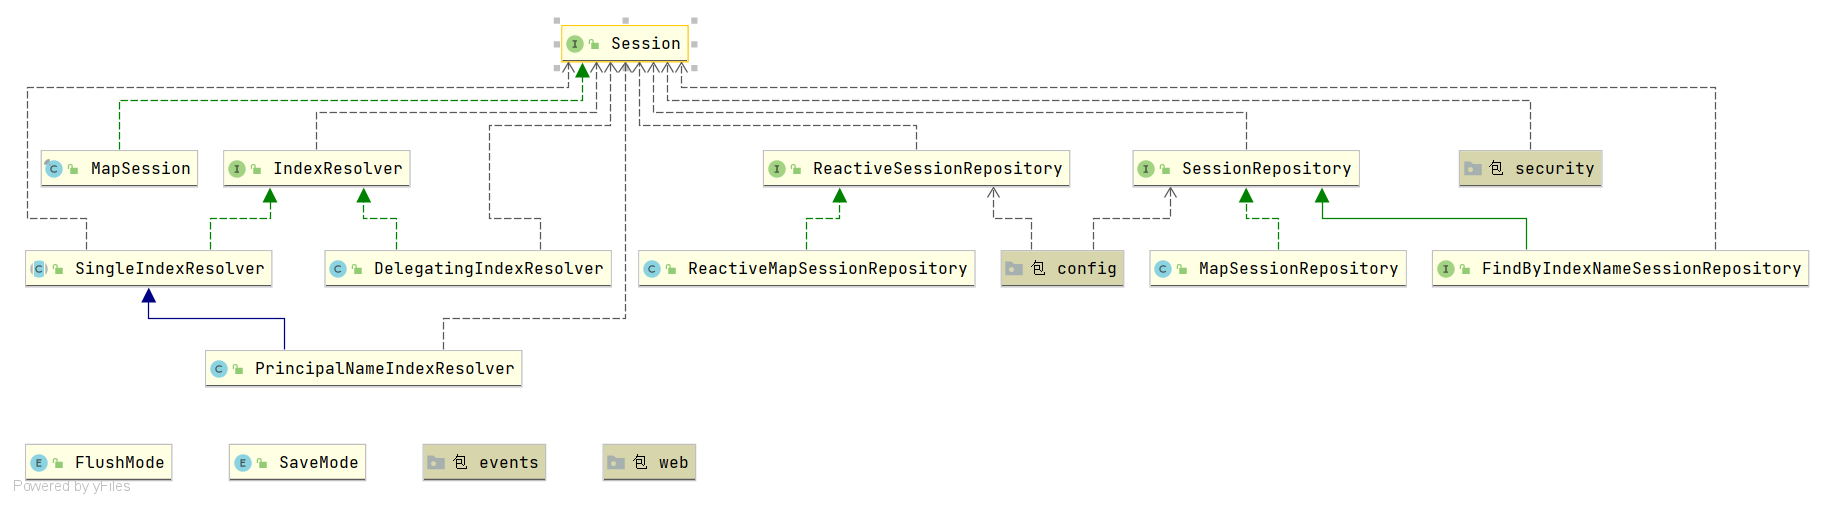 I Session
C MapSession
I IndexResolver
I ReactiveSessionRepository
I SessionRepository
包 security
C SingleIndexResolver
C DelegatingIndexResolver
C ReactiveMapSessionRepository
包 config
C MapSessionRepository
I FindByIndexNameSessionRepository
C PrincipalNameIndexResolver
E FlushMode
E SaveMode
包 events
包 web
Powered by yFiles